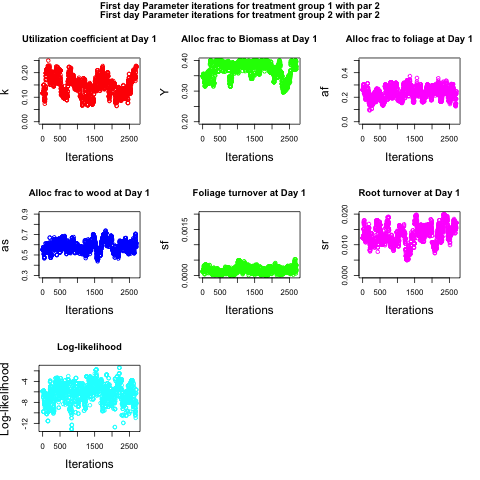 First day Parameter iterations for treatment group 1 with par 2
First day Parameter iterations for treatment group 2 with par 2
Utilization coefficient at Day 1
k
0.00 0.10 0.20
0 500 1500 2500
Iterations
Alloc frac to Biomass at Day 1
Y
0.20 0.30 0.40
0 500 1500 2500
Iterations
Alloc frac to foliage at Day 1
af
0.0 0.2 0.4
0 500 1500 2500
Iterations
Alloc frac to wood at Day 1
as
0.3 0.5 0.7 0.9
0 500 1500 2500
Iterations
Foliage turnover at Day 1
sf
0.0000 0.0015
0 500 1500 2500
Iterations
Root turnover at Day 1
sr
0.000 0.010 0.020
0 500 1500 2500
Iterations
Log-likelihood
Log-likelihood
-12 -8 -4
0 500 1500 2500
Iterations